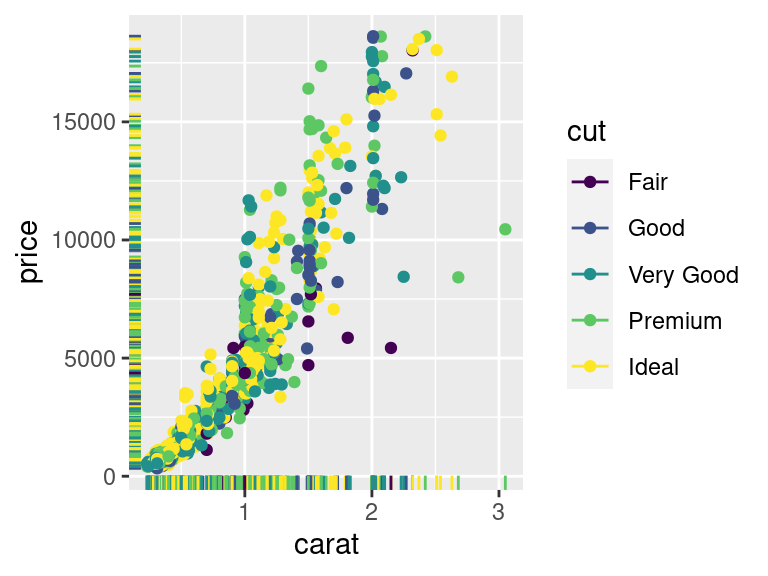 15000
10000
5000
0
price
1
2
3
carat
cut
Fair
Good
Very Good
Premium
Ideal